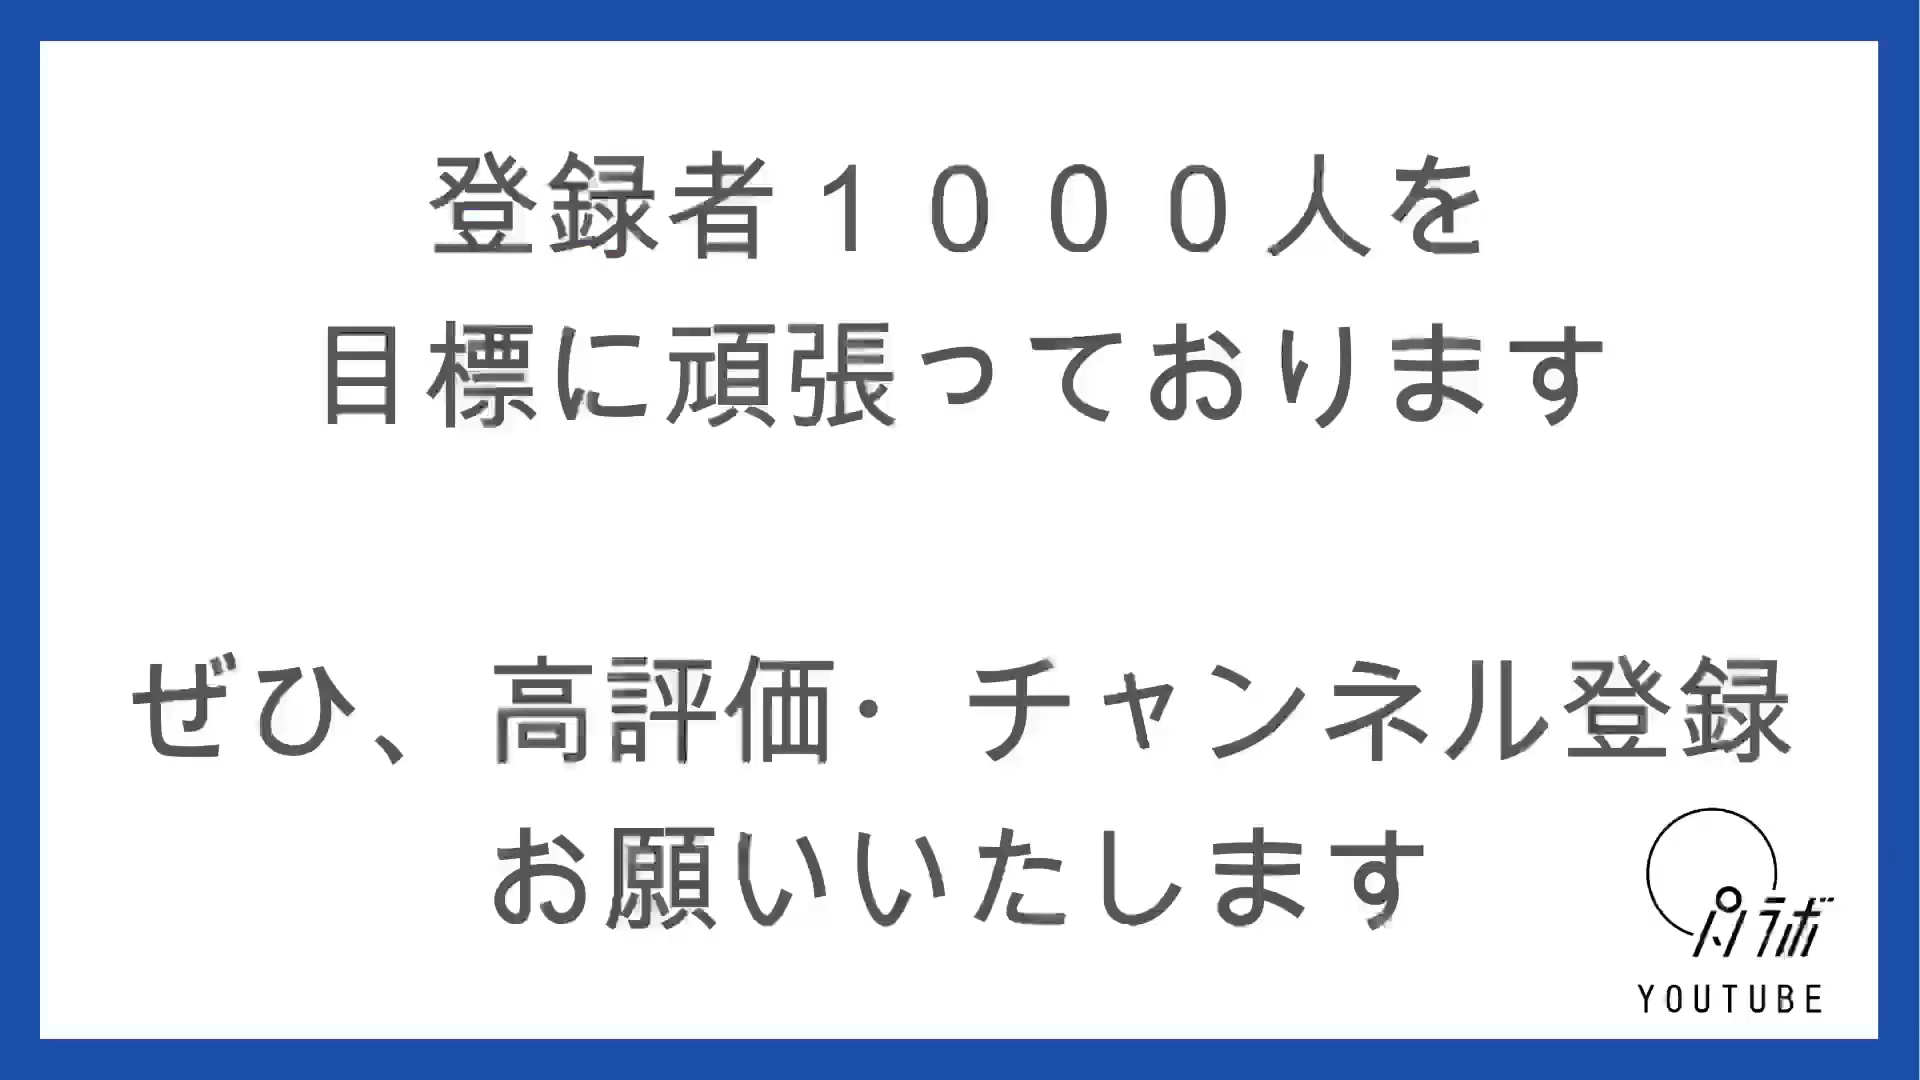 登録者１０００人を
目標に頑張っております
ぜひ、高評価・チャンネル登録
お願いいたします
ラボ
YOUTUBE